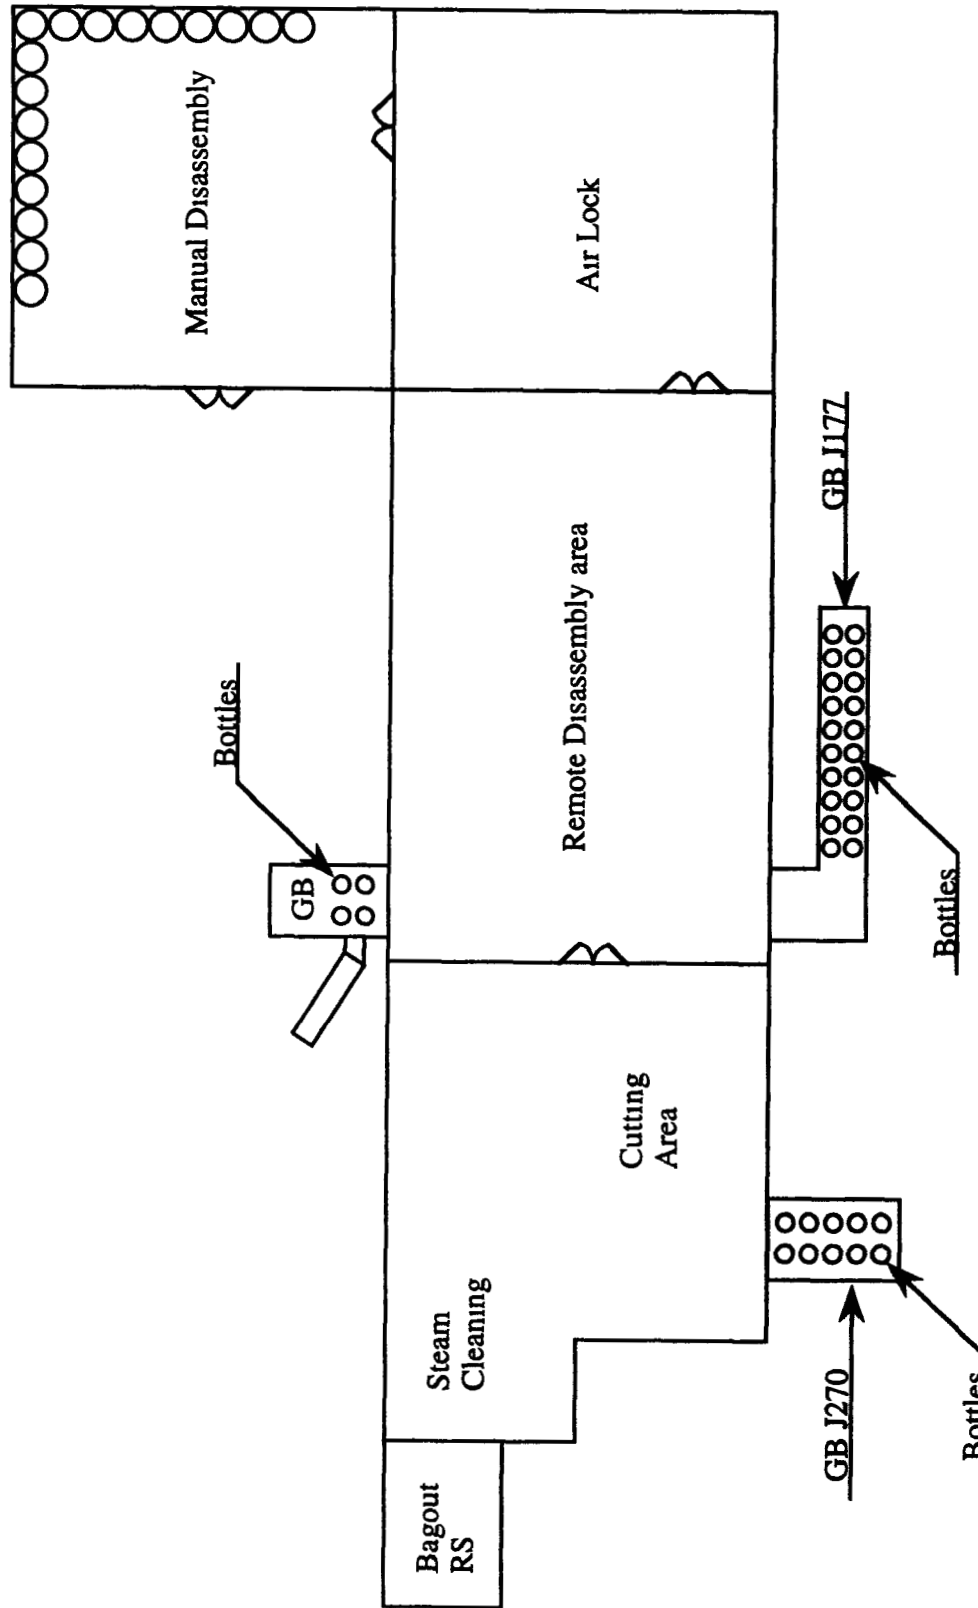 Manual Disassembly
Air Lock
GB J177
Bottles
Remote Disassembly area
GB
Bottles
Cutting
Area
Steam
Cleaning
GB J270
Bottles
Bagout
RS